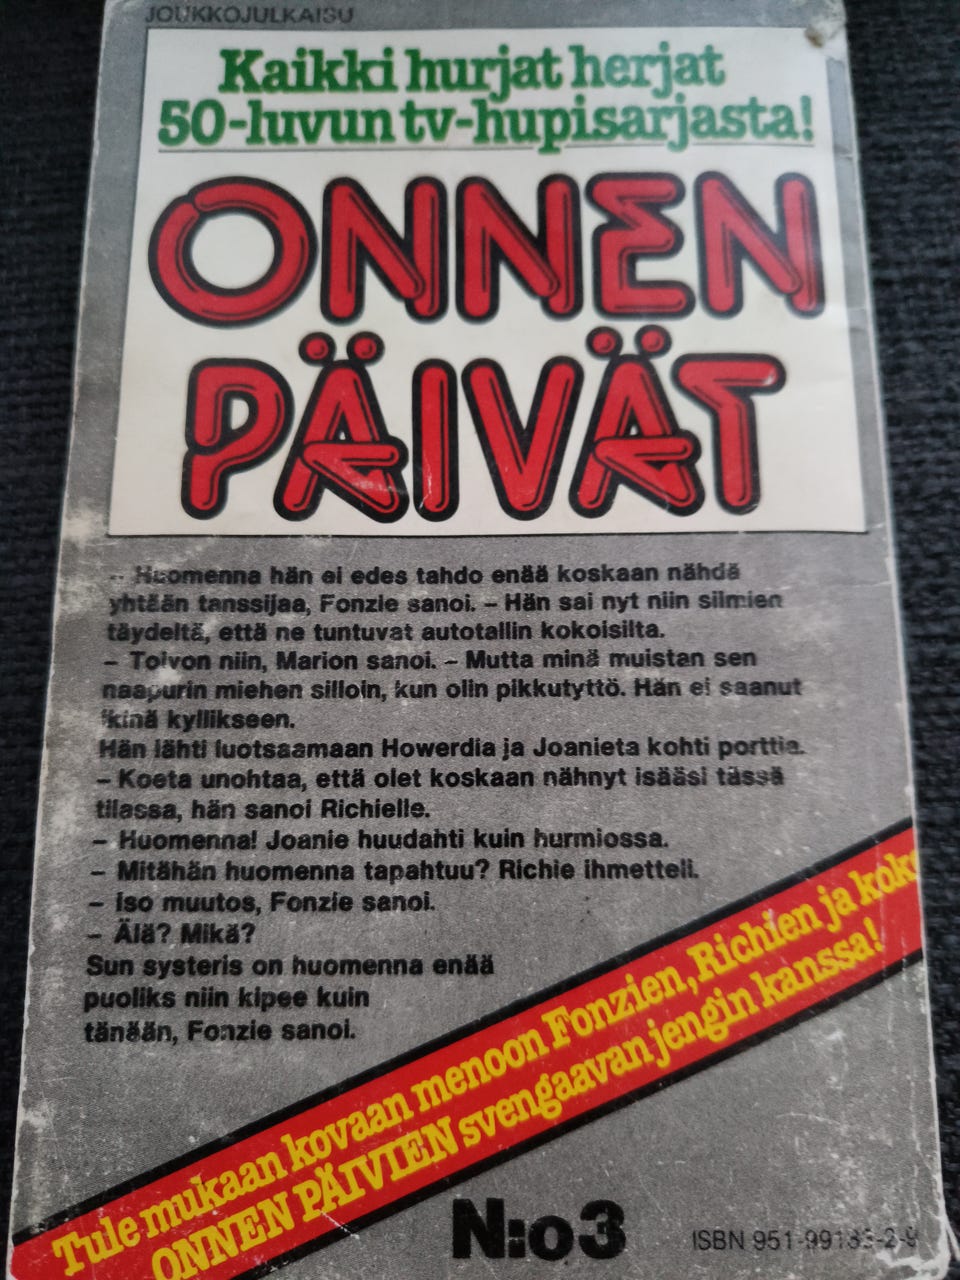 JOUKKOJULKAISU
Kaikki hurjat herjat
50-luvun tv-hupisarjasta!
ONNEN
PÄIVÄT
-- Huomenna hän ei edes tahdo enää koskaan nähdä
yhtään tanssijaa, Fonzie sanoi. – Hän sai nyt niin silmien
täydeltä, että ne tuntuvat autotallin kokoisilta.
– Toivon niin, Marion sanoi. – Mutta minä muistan sen
naapurin miehen silloin, kun olin pikkutyttö. Hän ei saanut
ikinä kyllikseen.
Hän lähti luotsaamaan Howerdia ja Joanieta kohti porttia.
– Koeta unohtaa, että olet koskaan nähnyt isääsi tässä
tilassa, hän sanoi Richielle.
– Huomenna! Joanie huudahti kuin hurmiossa.
– Mitähän huomenna tapahtuu? Richie ihmetteli.
– Iso muutos, Fonzie sanoi.
– Älä? Mikä?
Sun systeris on huomenna enää
puoliks niin kipee kuin
tänään, Fonzie sanoi.
Tule mukaan kovaan menoon Fonzien, Richien ja
ONNEN PÄIVIEN svengaavan jengin kanssa!
N:o3
ISBN